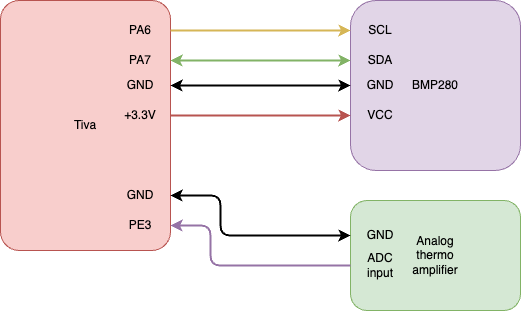 PA6
PA7
GND
+3.3V
Tiva
GND
PE3
SCL
SDA
GND
BMP280
VCC
GND
ADC
input
Analog
thermo
amplifier